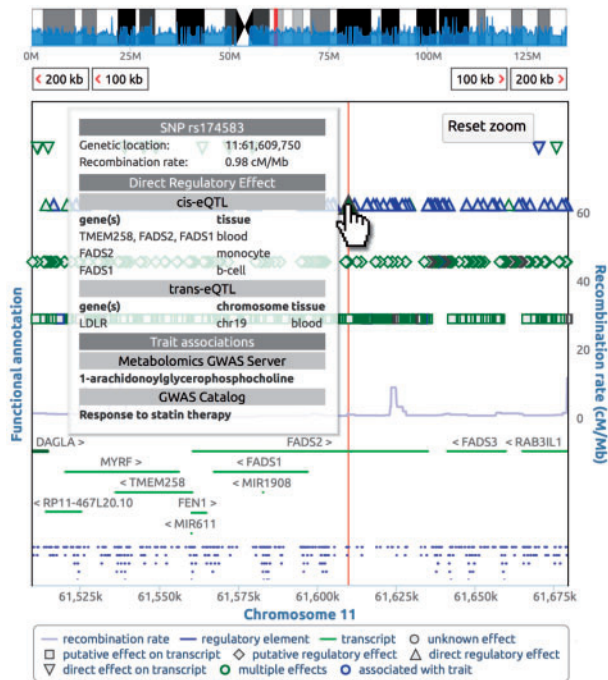 0M 25M 50M 75M 100M 125M
< 200 kb < 100 kb 100 kb > 200 kb >
Reset zoom
SNP rs174583
Genetic location: 11:61,609,750
Recombination rate: 0.98 cM/Mb
Direct Regulatory Effect
cis-eQTL
gene(s) tissue
TMEM258, FADS2, FADS1 blood
FADS2 monocyte
FADS1 b-cell
trans-eQTL
gene(s) chromosome tissue
LDLR chr19 blood
Trait associations
Metabolomics GWAS Server
1-arachidonoylglycerophosphocholine
GWAS Catalog
Response to statin therapy
Functional annotation
60
40
20
0
Recombination rate (cM/Mb)
DAGLA > FADS2 > < FADS3 < RAB3IL1
MYRF > < FADS1
< TMEM258 < MIR1908
< RP11-467L20.10 FEN1 >
< MIR611
61,525k 61,550k 61,575k 61,600k 61,625k 61,650k 61,675k
Chromosome 11
recombination rate regulatory element transcript unknown effect
putative effect on transcript putative regulatory effect direct regulatory effect
direct effect on transcript multiple effects associated with trait